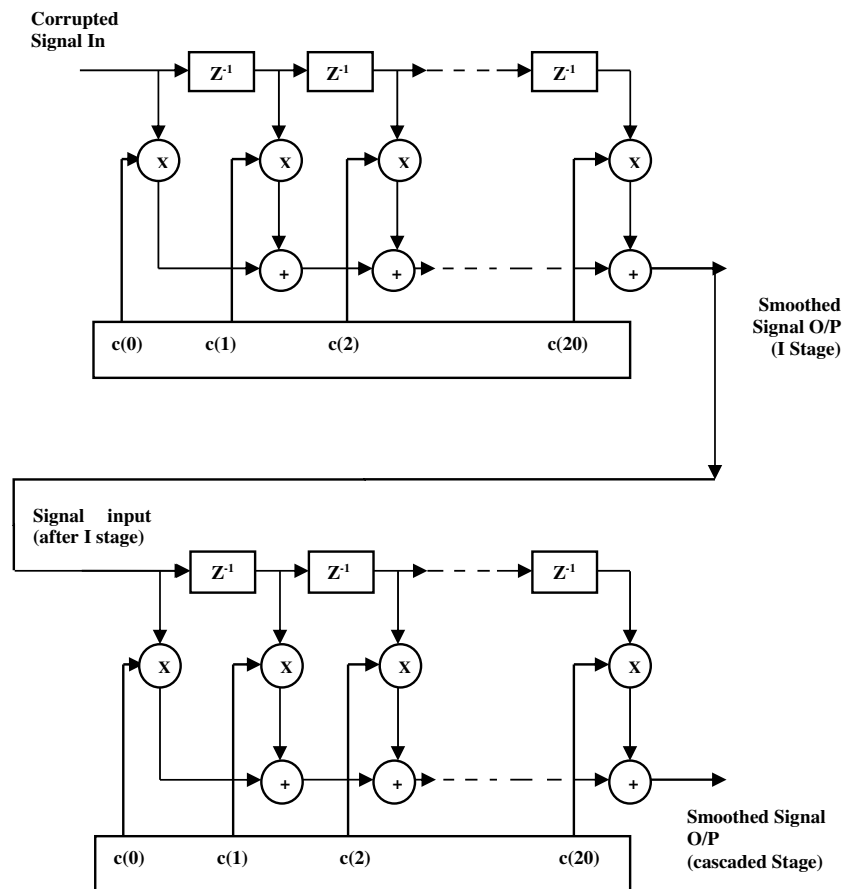 Corrupted
Signal In
Z-1 Z-1 Z-1
X X X X
+ + +
Smoothed
Signal O/P
(I Stage)
c(0) c(1) c(2) c(20)
Signal input
(after I stage)
Z-1 Z-1 Z-1
X X X X
+ + +
Smoothed Signal
O/P
(cascaded Stage)
c(0) c(1) c(2) c(20)